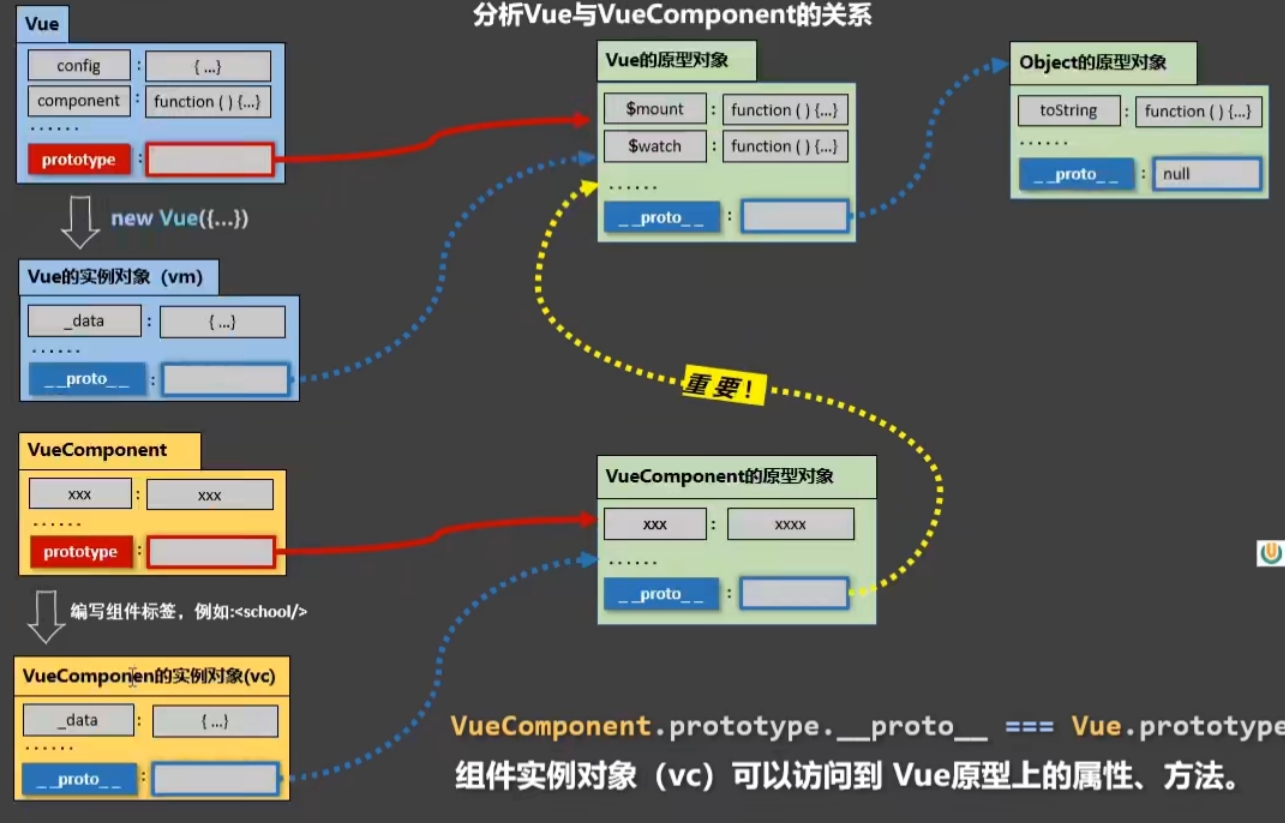 分析Vue与VueComponent的关系
Vue
config : { ...}
component : function ( ) {...}
......
prototype :
new Vue({...})
Vue的实例对象（vm）
_data : { ...}
......
__proto__ :
VueComponent
xxx : xxx
......
prototype :
编写组件标签，例如:<school/>
VueComponen的实例对象(vc)
_data : { ...}
......
__proto__ :
Vue的原型对象
$mount : function ( ) {...}
$watch : function ( ) {...}
......
__proto__ :
Object的原型对象
toString : function ( ) {...}
......
__proto__ : null
重要！
VueComponent的原型对象
xxx : xxxx
......
__proto__ :
VueComponent.prototype.__proto__ === Vue.prototype
组件实例对象（vc）可以访问到 Vue原型上的属性、方法。